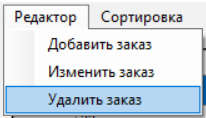 Редактор Сортировка
Добавить заказ
Изменить заказ
Удалить заказ